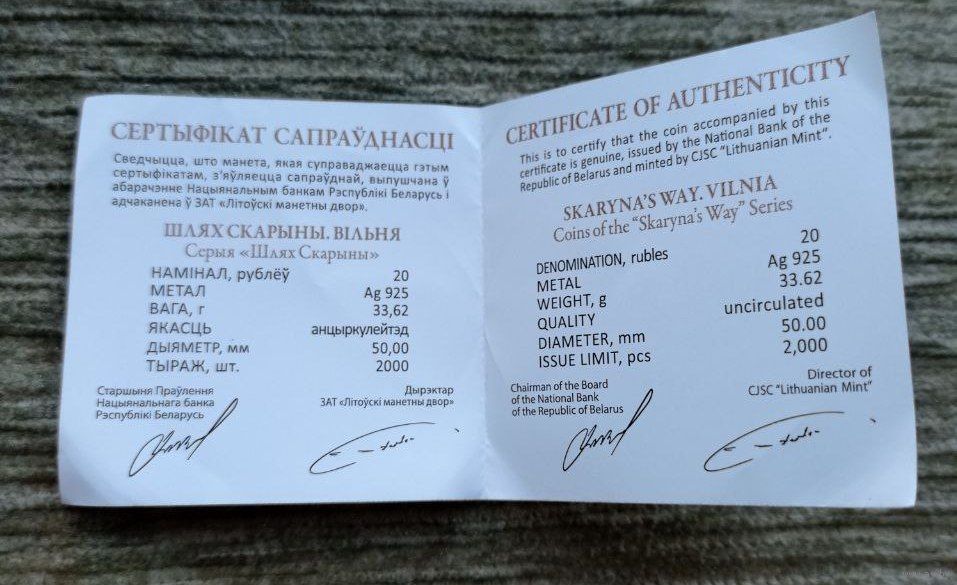 СЕРТЫФІКАТ САПРАЎДНАСЦІ
Сведчыцца, што манета, якая суправаджаецца гэтым
сертыфікатам, з'яўляецца сапраўднай, выпушчана ў
абарачэнне Нацыянальным банкам Рэспублікі Беларусь і
адчаканена ў ЗАТ «Літоўскі манетны двор».
ШЛЯХ СКАРЫНЫ. ВІЛЬНЯ
Серыя «Шлях Скарыны»
НАМІНАЛ, рублёў 20
МЕТАЛ Ag 925
ВАГА, г 33,62
ЯКАСЦЬ анцыркулейтэд
ДЫЯМЕТР, мм 50,00
ТЫРАЖ, шт. 2000
Старшыня Праўлення
Нацыянальнага банка
Рэспублікі Беларусь
Дырэктар
ЗАТ «Літоўскі манетны двор»
CERTIFICATE OF AUTHENTICITY
This is to certify that the coin accompanied by this
certificate is genuine, issued by the National Bank of the
Republic of Belarus and minted by CJSC "Lithuanian Mint".
SKARYNA'S WAY. VILNIA
Coins of the "Skaryna's Way" Series
DENOMINATION, rubles 20
METAL Ag 925
WEIGHT, g 33.62
QUALITY uncirculated
DIAMETER, mm 50.00
ISSUE LIMIT, pcs 2,000
Chairman of the Board
of the National Bank
of the Republic of Belarus
Director of
CJSC "Lithuanian Mint"